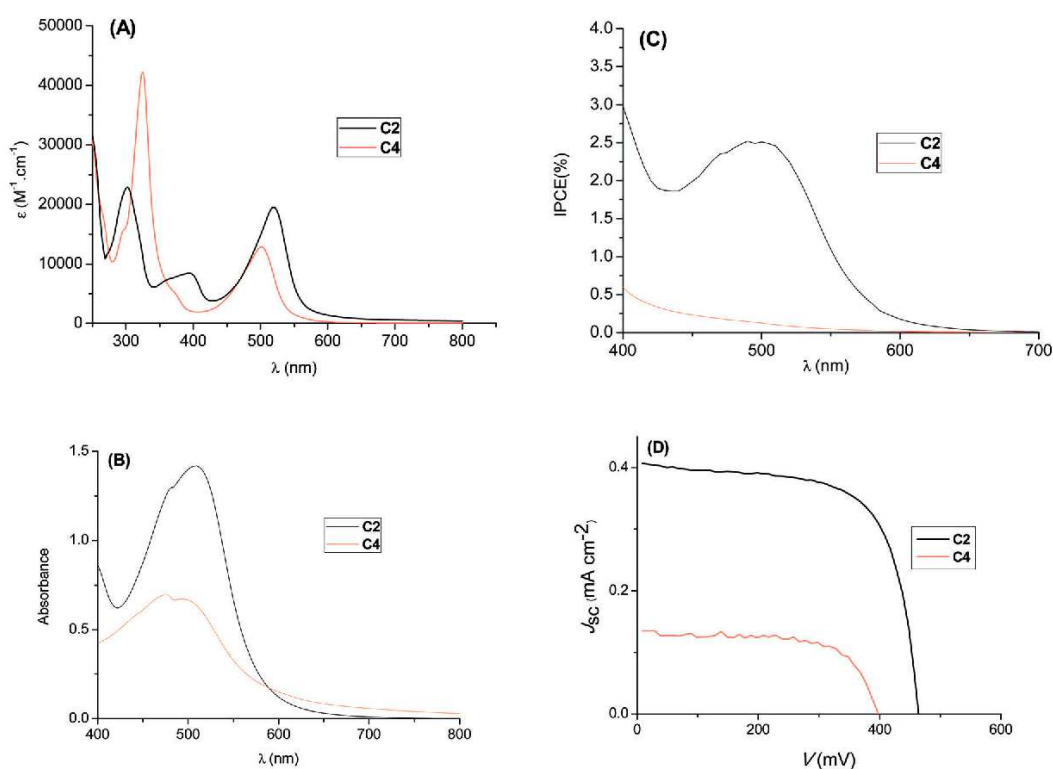 (A)
50000
40000
30000
20000
10000
0
ε (M⁻¹.cm⁻¹)
C2
C4
300 400 500 600 700 800
λ (nm)
(C)
4.0
3.5
3.0
2.5
2.0
1.5
1.0
0.5
0.0
IPCE(%)
C2
C4
400 500 600 700
λ (nm)
(B)
1.5
1.0
0.5
0.0
Absorbance
C2
C4
400 500 600 700 800
λ (nm)
(D)
0.4
0.2
0.0
JSC (mA cm⁻²)
C2
C4
0 200 400 600
V (mV)